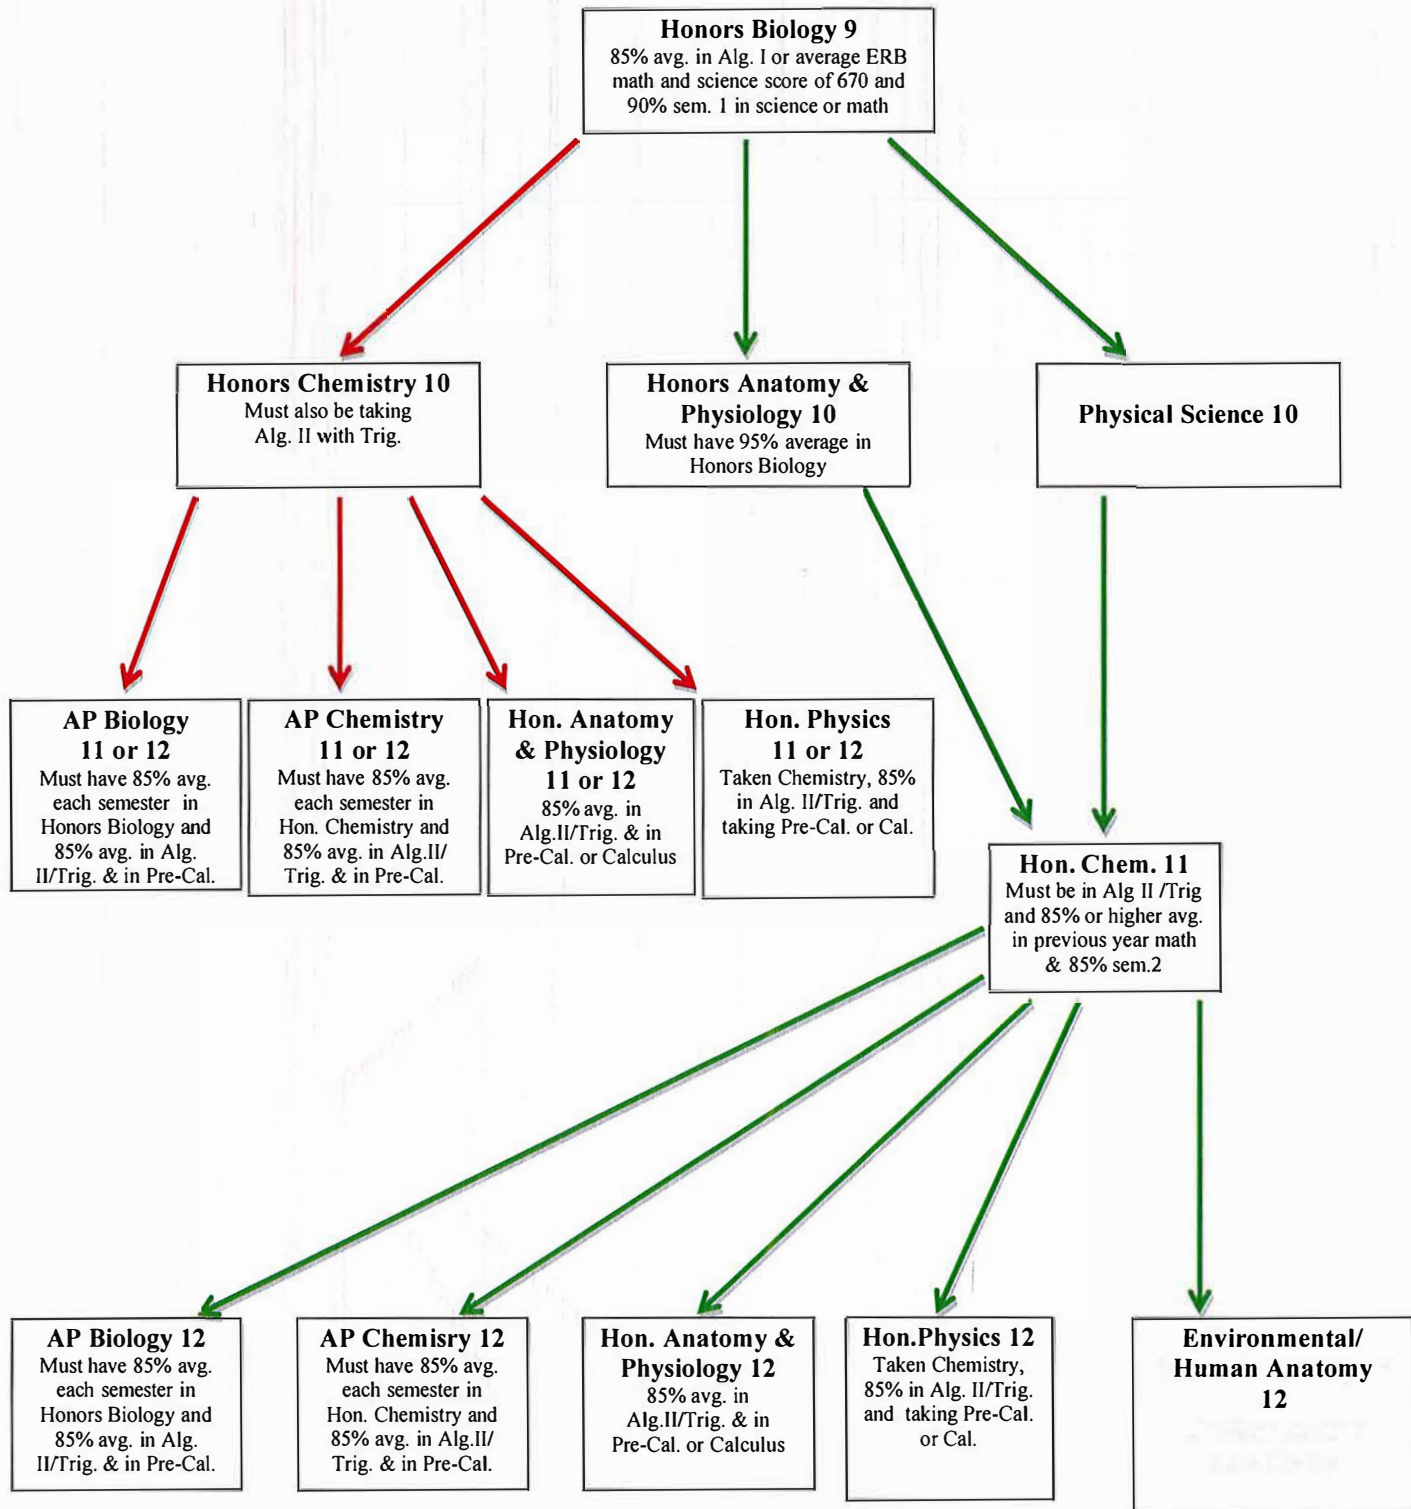 Honors Biology 9
85% avg. in Alg. I or average ERB
math and science score of 670 and
90% sem. 1 in science or math
Honors Chemistry 10
Must also be taking
Alg. II with Trig.
Honors Anatomy &
Physiology 10
Must have 95% average in
Honors Biology
Physical Science 10
AP Biology
11 or 12
Must have 85% avg.
each semester in
Honors Biology and
85% avg. in Alg.
II/Trig. & in Pre-Cal.
AP Chemistry
11 or 12
Must have 85% avg.
each semester in
Hon. Chemistry and
85% avg. in Alg.II/
Trig. & in Pre-Cal.
Hon. Anatomy
& Physiology
11 or 12
85% avg. in
Alg.II/Trig. & in
Pre-Cal. or Calculus
Hon. Physics
11 or 12
Taken Chemistry, 85%
in Alg. II/Trig. and
taking Pre-Cal. or Cal.
Hon. Chem. 11
Must be in Alg II /Trig
and 85% or higher avg.
in previous year math
& 85% sem.2
AP Biology 12
Must have 85% avg.
each semester in
Honors Biology and
85% avg. in Alg.
II/Trig. & in Pre-Cal.
AP Chemisry 12
Must have 85% avg.
each semester in
Hon. Chemistry and
85% avg. in Alg.II/
Trig. & in Pre-Cal.
Hon. Anatomy &
Physiology 12
85% avg. in
Alg.II/Trig. & in
Pre-Cal. or Calculus
Hon.Physics 12
Taken Chemistry,
85% in Alg. II/Trig.
and taking Pre-Cal.
or Cal.
Environmental/
Human Anatomy
12